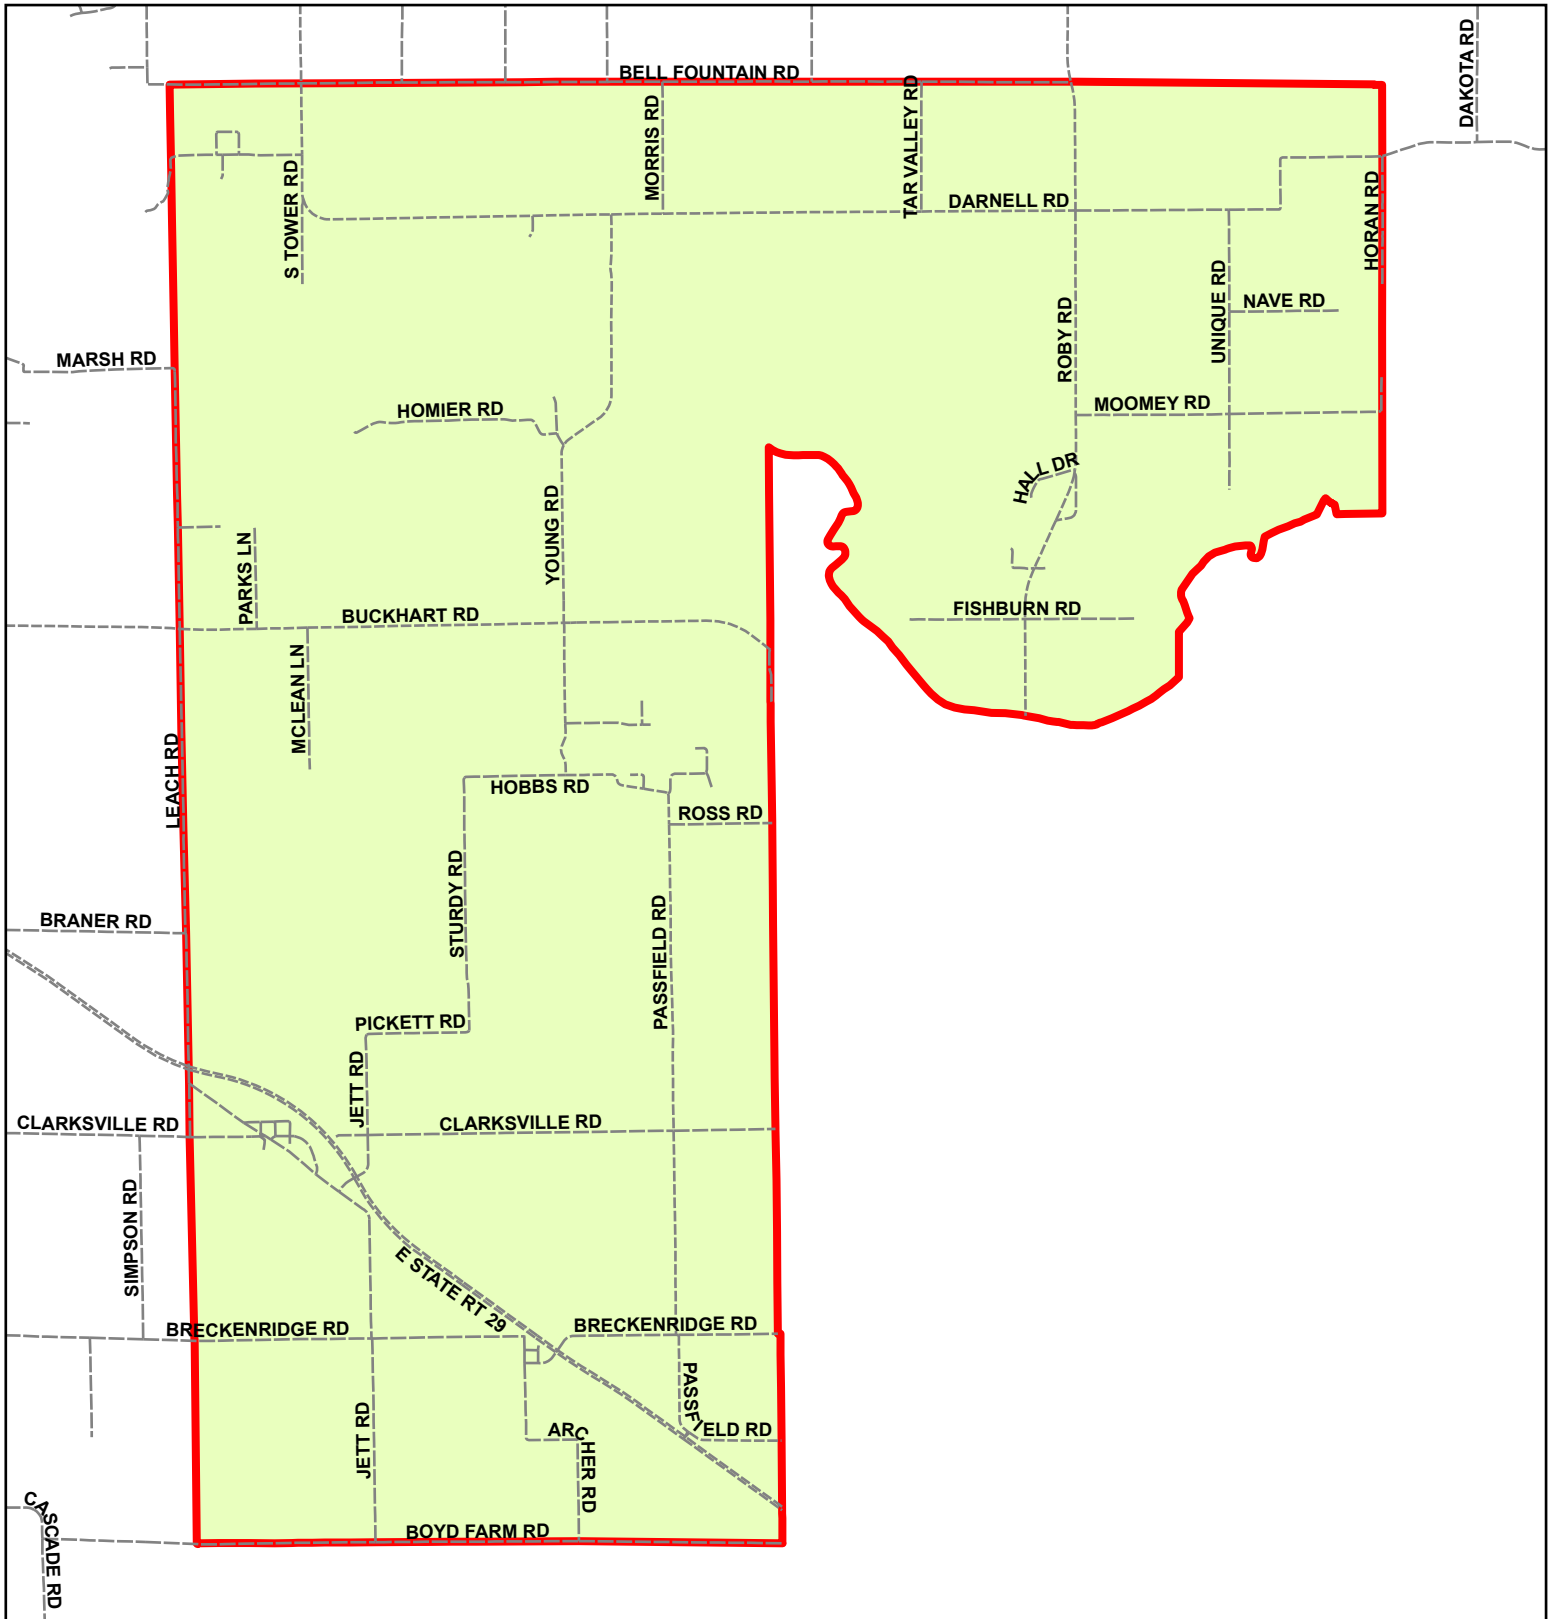 BELL FOUNTAIN RD
DAKOTA RD
MORRIS RD
TAR VALLEY RD
S TOWER RD
DARNELL RD
HORAN RD
UNIQUE RD
NAVE RD
ROBY RD
MARSH RD
HOMIER RD
MOOMEY RD
HALL DR
YOUNG RD
PARKS LN
BUCKHART RD
FISHBURN RD
MCLEAN LN
LEACH RD
HOBBS RD
ROSS RD
STURDY RD
PASSFIELD RD
BRANER RD
PICKETT RD
JETT RD
CLARKSVILLE RD
CLARKSVILLE RD
SIMPSON RD
E STATE RT 29
BRECKENRIDGE RD
BRECKENRIDGE RD
PASSFIELD RD
JETT RD
ARCHER RD
CASCADE RD
BOYD FARM RD